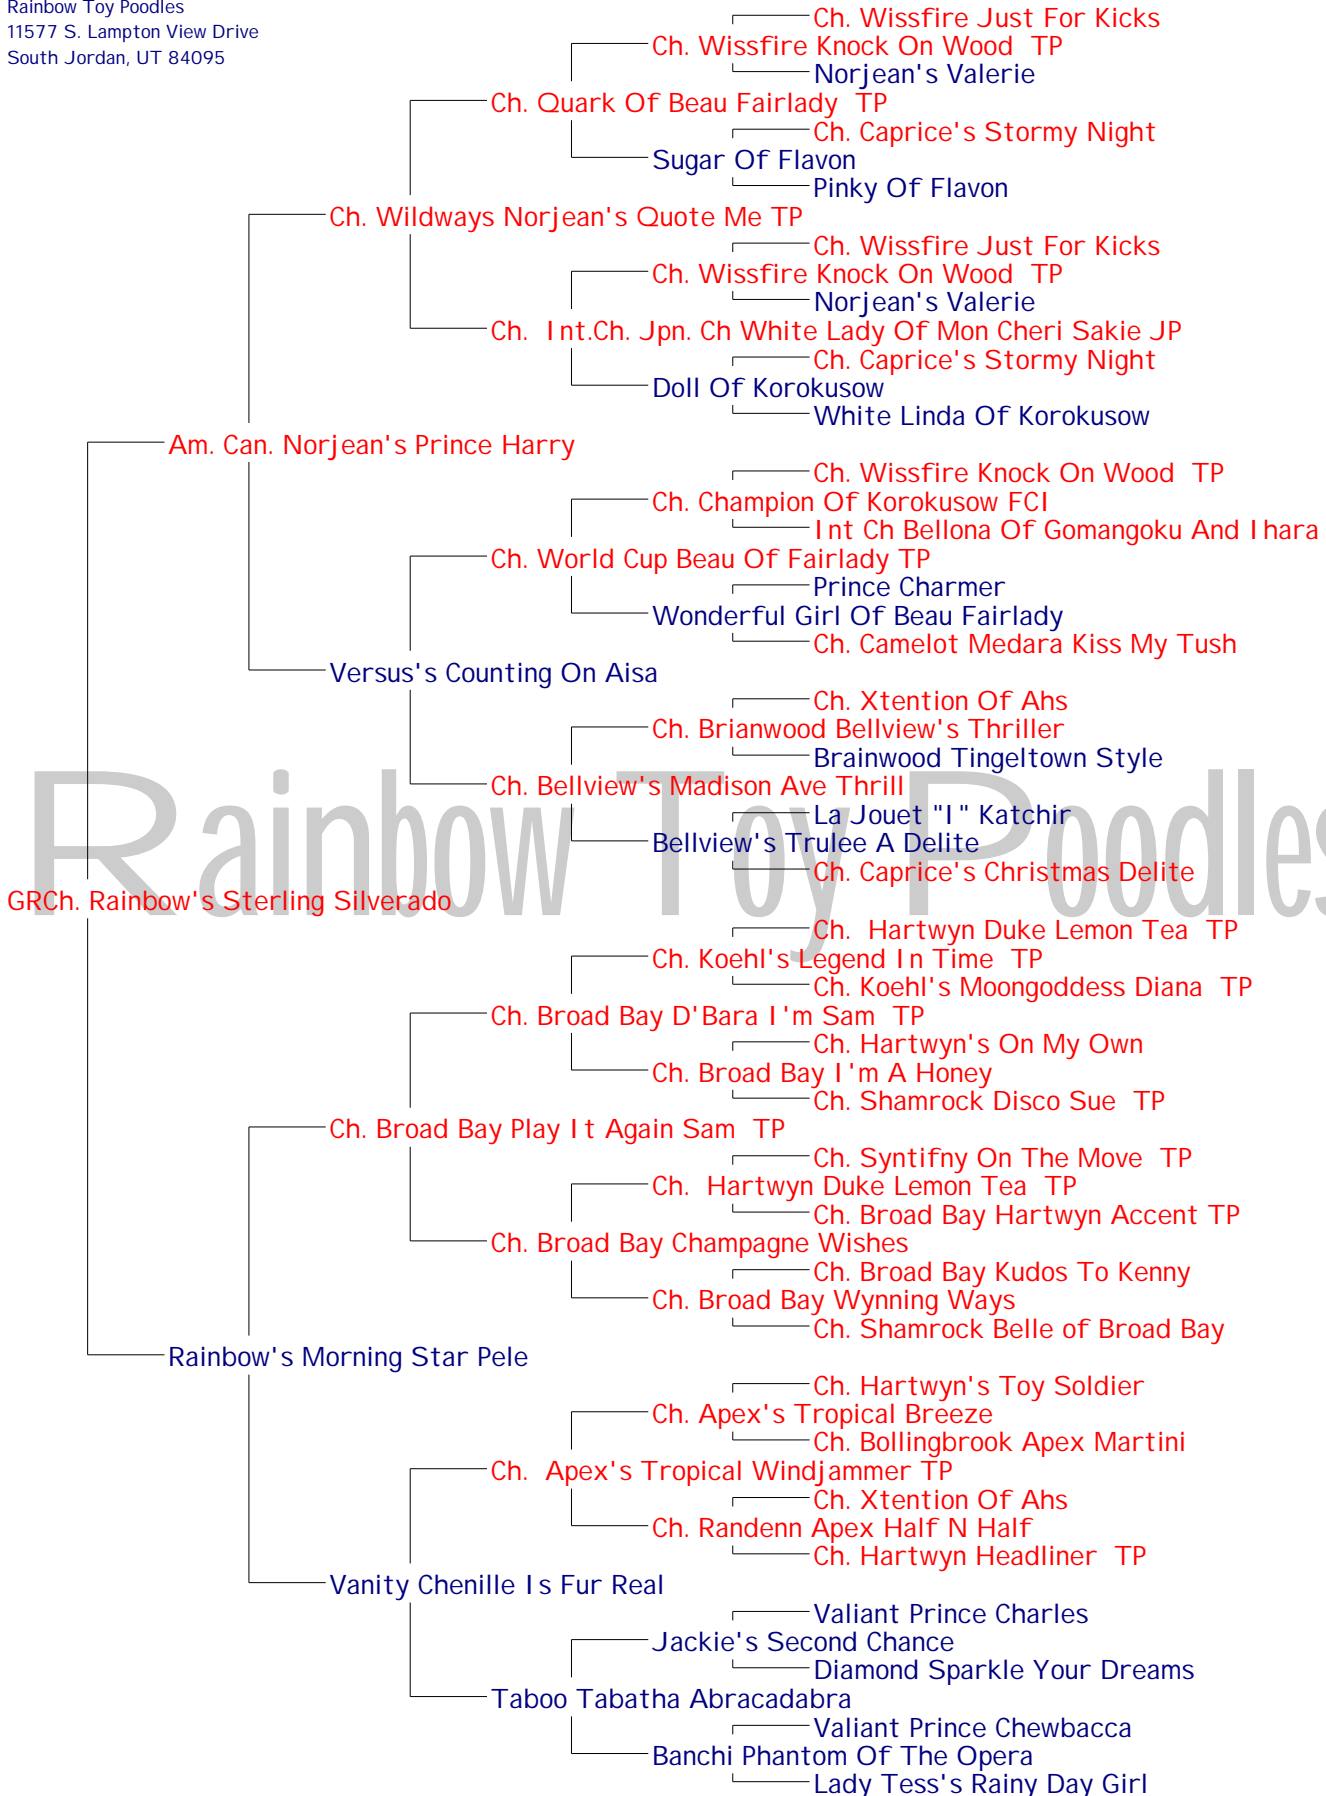 Rainbow Toy Poodles
11577 S. Lampton View Drive
South Jordan, UT 84095
Ch. Wissfire Just For Kicks
Ch. Wissfire Knock On Wood TP
Norjean's Valerie
Ch. Quark Of Beau Fairlady TP
Ch. Caprice's Stormy Night
Sugar Of Flavon
Pinky Of Flavon
Ch. Wildways Norjean's Quote Me TP
Ch. Wissfire Just For Kicks
Ch. Wissfire Knock On Wood TP
Norjean's Valerie
Ch. Int.Ch. Jpn. Ch White Lady Of Mon Cheri Sakie JP
Ch. Caprice's Stormy Night
Doll Of Korokusow
White Linda Of Korokusow
Am. Can. Norjean's Prince Harry
Ch. Wissfire Knock On Wood TP
Ch. Champion Of Korokusow FCI
Int Ch Bellona Of Gomangoku And Ihara
Ch. World Cup Beau Of Fairlady TP
Prince Charmer
Wonderful Girl Of Beau Fairlady
Ch. Camelot Medara Kiss My Tush
Versus's Counting On Aisa
Ch. Xtention Of Ahs
Ch. Brianwood Bellview's Thriller
Brainwood Tingeltown Style
Ch. Bellview's Madison Ave Thrill
La Jouet "I" Katchir
Bellview's Trulee A Delite
Ch. Caprice's Christmas Delite
Rainbow Toy Poodles
GRCh. Rainbow's Sterling Silverado
Ch. Hartwyn Duke Lemon Tea TP
Ch. Koehl's Legend In Time TP
Ch. Koehl's Moongoddess Diana TP
Ch. Broad Bay D'Bara I'm Sam TP
Ch. Hartwyn's On My Own
Ch. Broad Bay I'm A Honey
Ch. Shamrock Disco Sue TP
Ch. Broad Bay Play It Again Sam TP
Ch. Syntifny On The Move TP
Ch. Hartwyn Duke Lemon Tea TP
Ch. Broad Bay Hartwyn Accent TP
Ch. Broad Bay Champagne Wishes
Ch. Broad Bay Kudos To Kenny
Ch. Broad Bay Wynning Ways
Ch. Shamrock Belle of Broad Bay
Rainbow's Morning Star Pele
Ch. Hartwyn's Toy Soldier
Ch. Apex's Tropical Breeze
Ch. Bollingbrook Apex Martini
Ch. Apex's Tropical Windjammer TP
Ch. Xtention Of Ahs
Ch. Randenn Apex Half N Half
Ch. Hartwyn Headliner TP
Vanity Chenille Is Fur Real
Valiant Prince Charles
Jackie's Second Chance
Diamond Sparkle Your Dreams
Taboo Tabatha Abracadabra
Valiant Prince Chewbacca
Banchi Phantom Of The Opera
Lady Tess's Rainy Day Girl